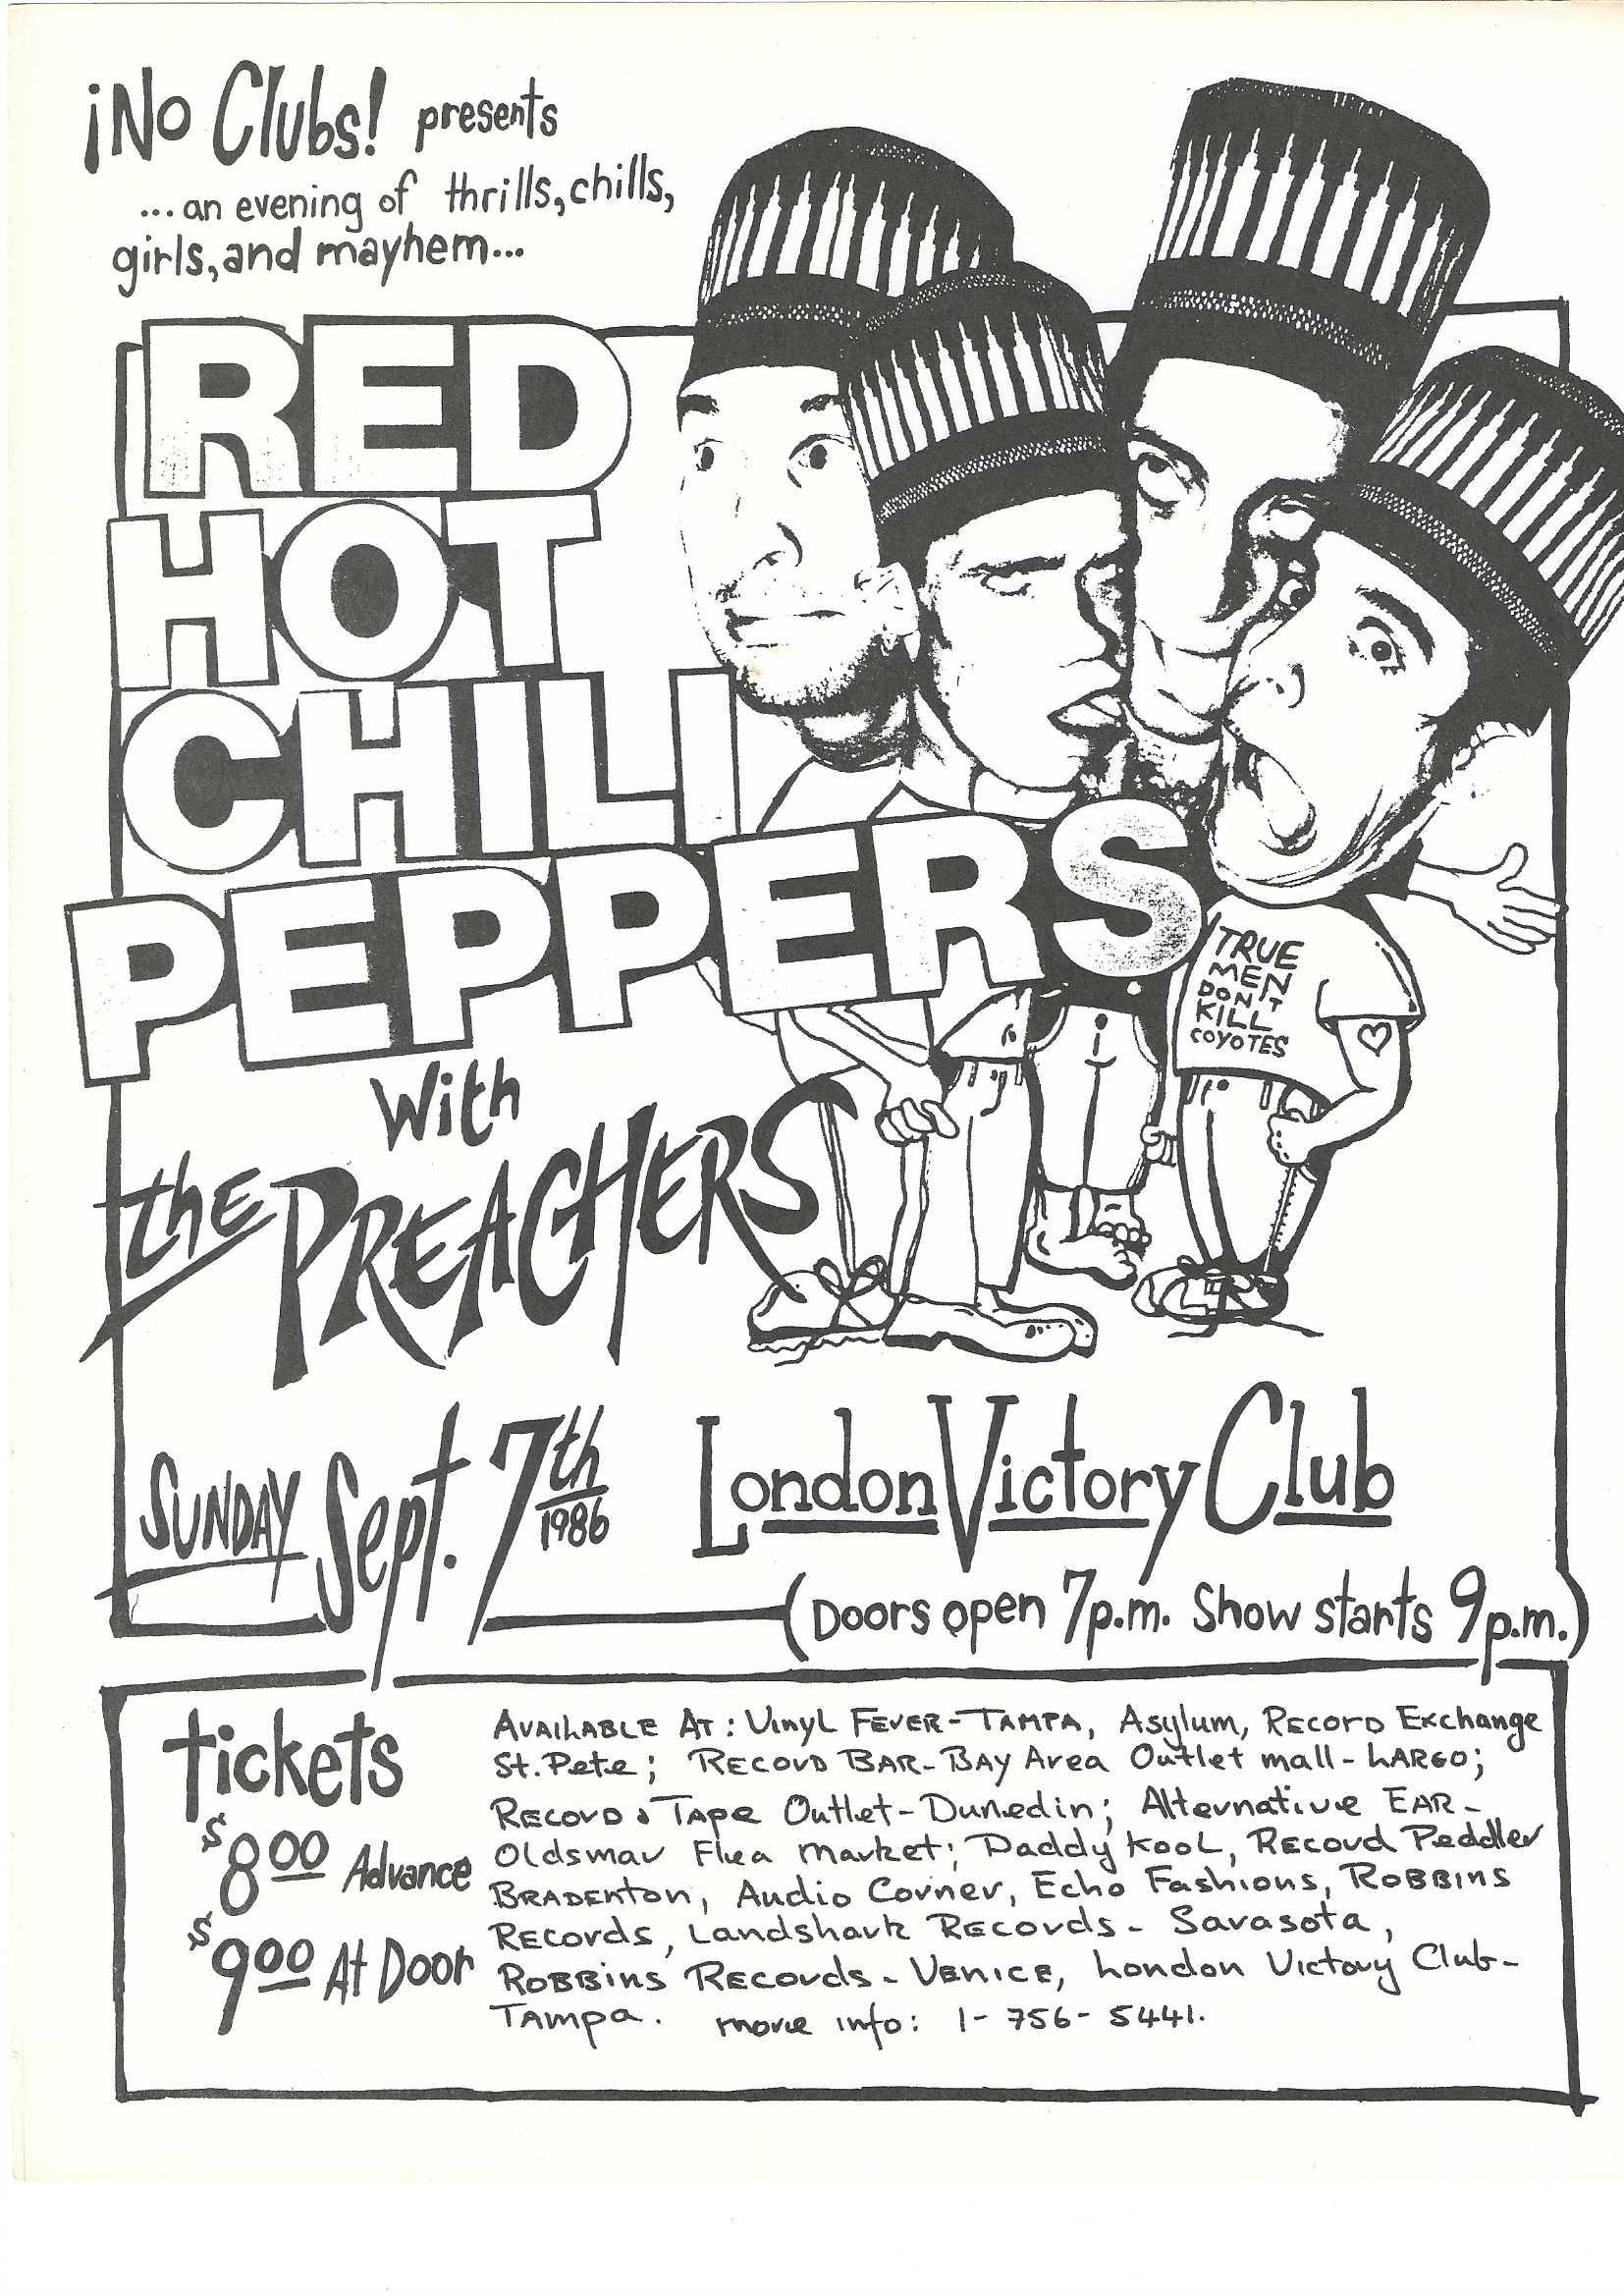 ¡No Clubs! presents
...an evening of thrills, chills,
girls, and mayhem...
RED
HOT
CHILI
PEPPERS
TRUE
MEN
DON'T
KILL
COYOTES
With
the PREACHERS
SUNDAY Sept. 7th 1986
London Victory Club
(Doors open 7p.m. Show starts 9p.m.)
tickets
$8.00 Advance
$9.00 At Door
Available At: Vinyl Fever-Tampa, Asylum, Record Exchange
St. Pete; Record Bar-Bay Area Outlet mall-Largo;
Record & Tape Outlet-Dunedin; Alternative Ear-
Oldsmar Flea Market; Daddy Kool, Record Peddler
Bradenton, Audio Corner, Echo Fashions, Robbins
Records, Landshark Records-Sarasota,
Robbins Records-Venice, London Victory Club-
Tampa. more info: 1-756-5441.